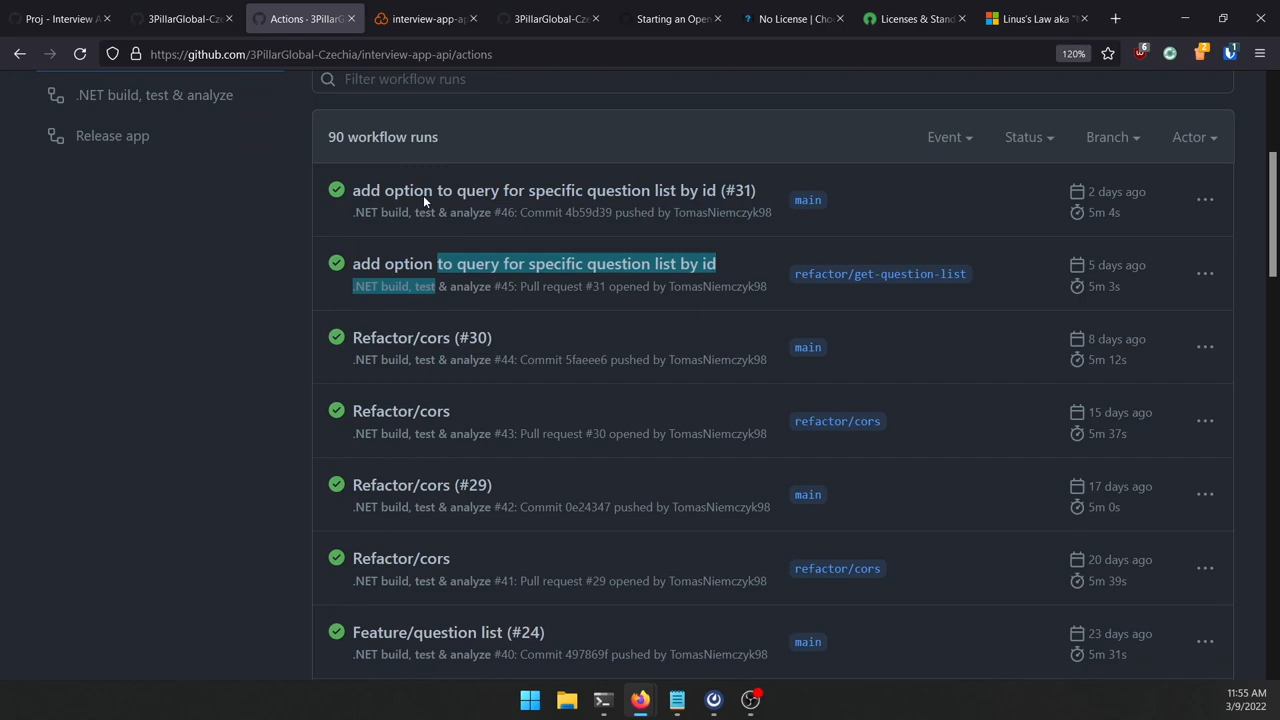 Proj - Interview A
3PillarGlobal-Cze
Actions · 3PillarG
interview-app-ap
3PillarGlobal-Cze
Starting an Open
No License | Cho
Licenses & Stand
Linus's Law aka "I
https://github.com/3PillarGlobal-Czechia/interview-app-api/actions
120%
6
2
1
.NET build, test & analyze
Release app
Filter workflow runs
90 workflow runs
Event
Status
Branch
Actor
add option to query for specific question list by id (#31)
.NET build, test & analyze #46: Commit 4b59d39 pushed by TomasNiemczyk98
main
2 days ago
5m 4s
add option to query for specific question list by id
.NET build, test & analyze #45: Pull request #31 opened by TomasNiemczyk98
refactor/get-question-list
5 days ago
5m 3s
Refactor/cors (#30)
.NET build, test & analyze #44: Commit 5faeee6 pushed by TomasNiemczyk98
main
8 days ago
5m 12s
Refactor/cors
.NET build, test & analyze #43: Pull request #30 opened by TomasNiemczyk98
refactor/cors
15 days ago
5m 37s
Refactor/cors (#29)
.NET build, test & analyze #42: Commit 0e24347 pushed by TomasNiemczyk98
main
17 days ago
5m 0s
Refactor/cors
.NET build, test & analyze #41: Pull request #29 opened by TomasNiemczyk98
refactor/cors
20 days ago
5m 39s
Feature/question list (#24)
.NET build, test & analyze #40: Commit 497869f pushed by TomasNiemczyk98
main
23 days ago
5m 31s
11:55 AM
3/9/2022